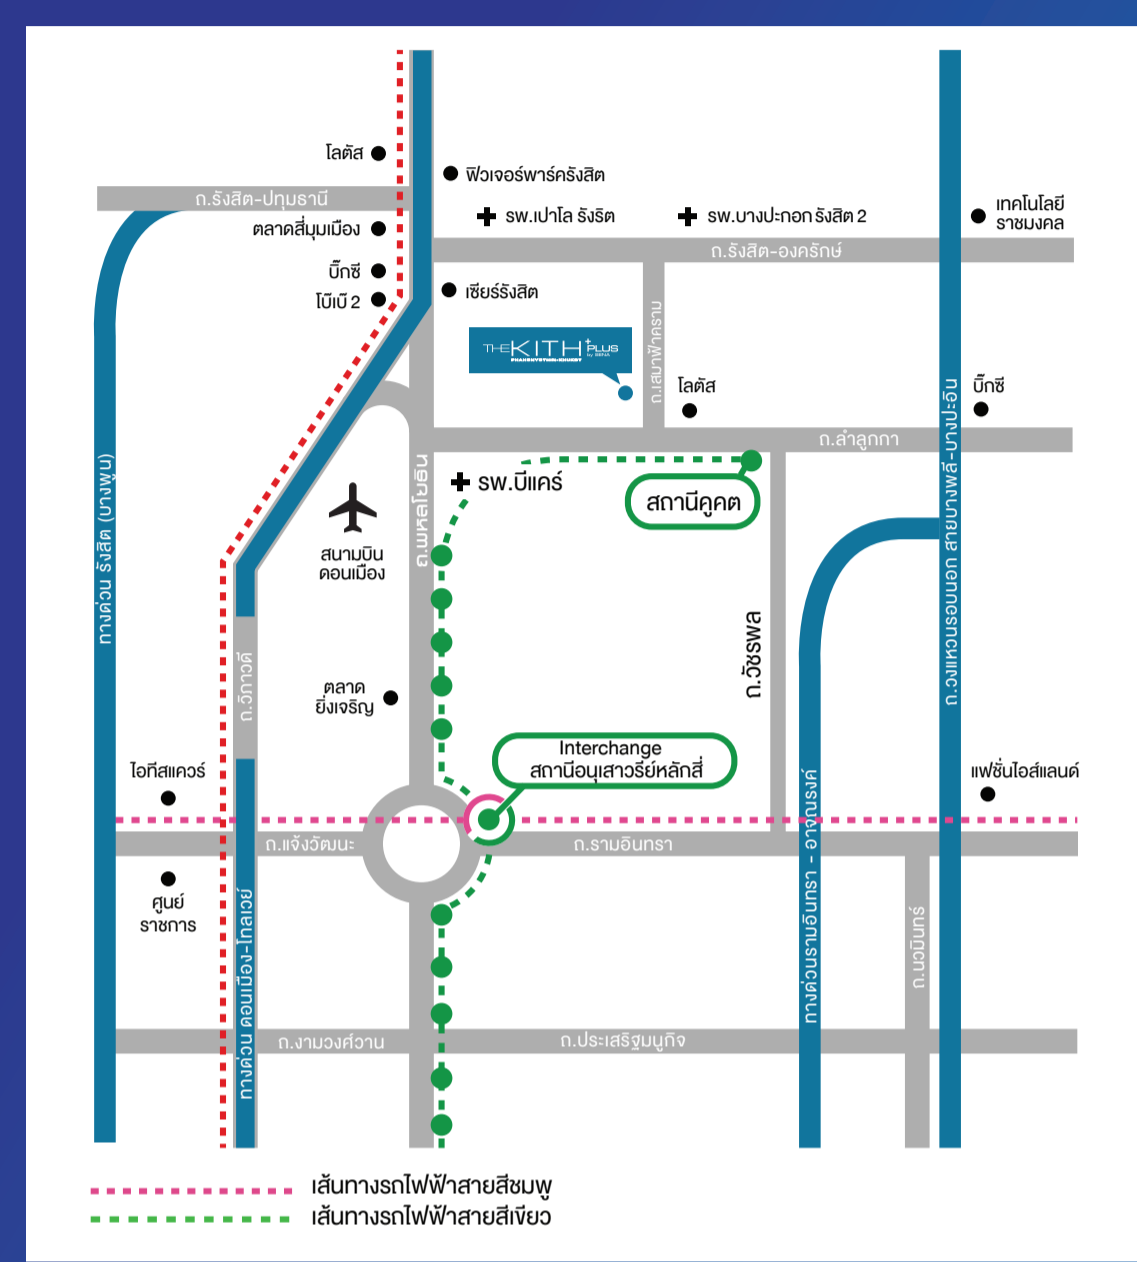 โลตัส
ฟิวเจอร์พาร์ครังสิต
ถ.รังสิต-ปทุมธานี
รพ.เปาโล รังริต
รพ.บางปะกอก รังสิต 2
เทคโนโลยี
ราชมงคล
ตลาดสี่มุมเมือง
ถ.รังสิต-องครักษ์
บิ๊กซี
โบ๊เบ๊ 2
เซียร์รังสิต
THE KITH PLUS
by SENA
PHAHONYOTHIN-KHUKOT
ถ.เสมาฟ้าคราม
โลตัส
บิ๊กซี
ถ.ลำลูกกา
ทางด่วน รังสิต (บางพูน)
ถ.พหลโยธิน
รพ.บีแคร์
สถานีคูคต
ถ.วงแหวนรอบนอก สายบางพลี-บางปะอิน
สนามบิน
ดอนเมือง
ถ.วิภาวดี
ถ.วัชรพล
ตลาด
ยิ่งเจริญ
Interchange
สถานีอนุเสาวรีย์หลักสี่
ไอทีสแควร์
แฟชั่นไอส์แลนด์
ถ.แจ้งวัฒนะ
ถ.รามอินทรา
ทางด่วนรามอินทรา - อาจณรงค์
ศูนย์
ราชการ
ทางด่วน ดอนเมือง-โทลเวย์
ถ.นวมินทร์
ถ.งามวงศ์วาน
ถ.ประเสริฐมนูกิจ
เส้นทางรถไฟฟ้าสายสีชมพู
เส้นทางรถไฟฟ้าสายสีเขียว